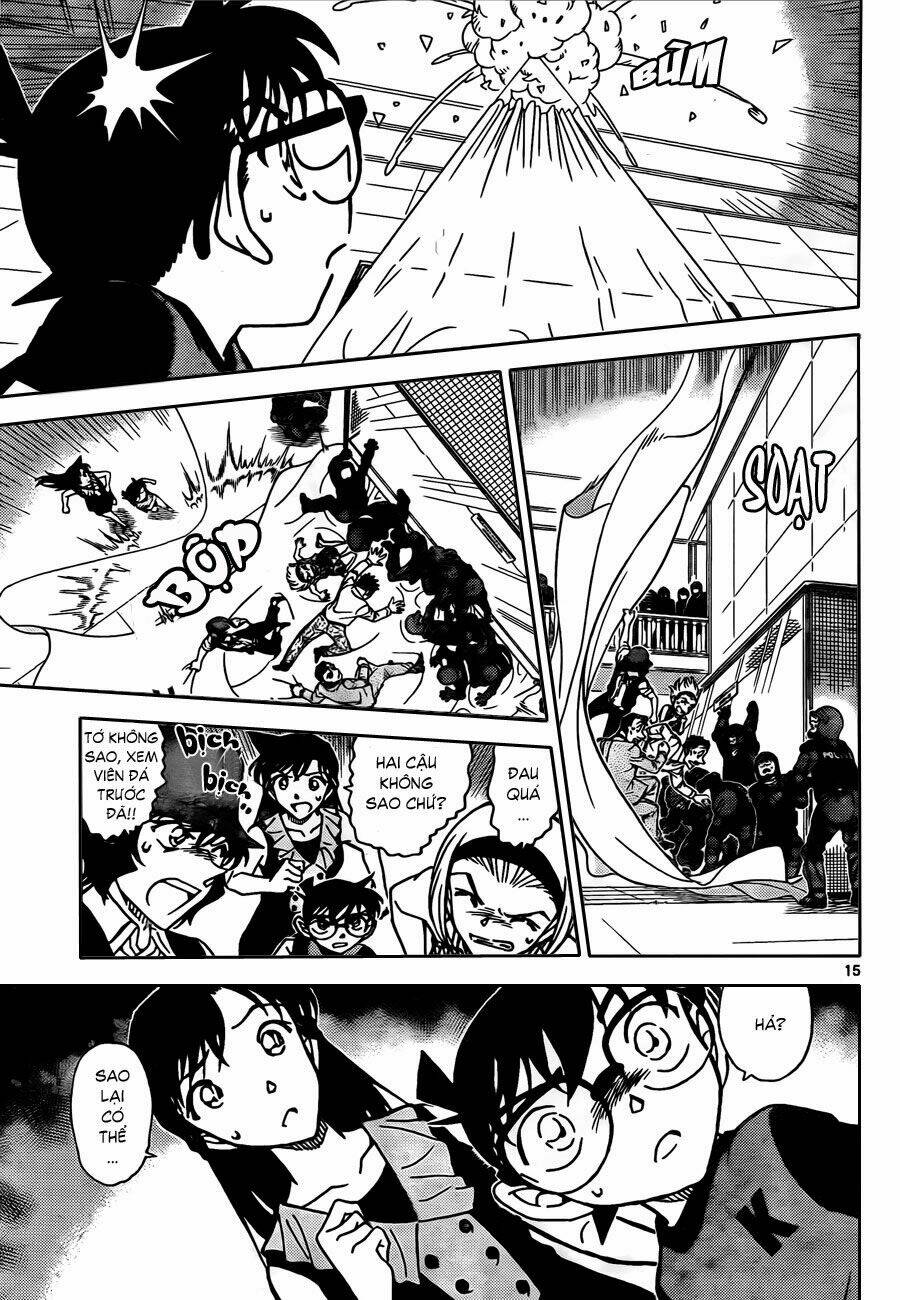 BÙM
SOẠT
BỘP
ĐAU
QUÁ
...
HAI CẬU
KHÔNG
SAO CHỨ?
bịch
bịch
TỚ KHÔNG
SAO, XEM
VIÊN ĐÁ
TRƯỚC
ĐÃ!!
15
HẢ?
SAO
LẠI
CÓ
THỂ
...
K